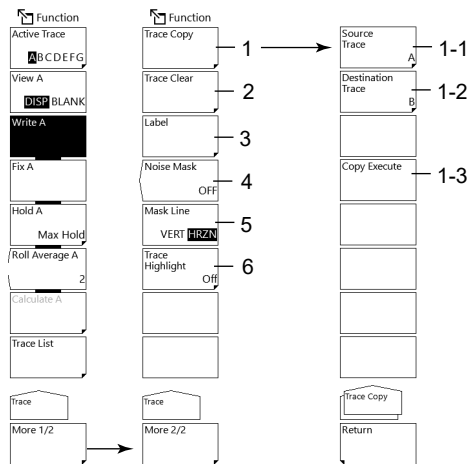 Function
Active Trace
ABCDEFG
View A
DISP BLANK
Write A
Fix A
Hold A
Max Hold
Roll Average A
2
Calculate A
Trace List
Trace
More 1/2
Function
Trace Copy
1
Trace Clear
2
Label
3
Noise Mask
OFF
4
Mask Line
VERT HRZN
5
Trace
Highlight
Off
6
Trace
More 2/2
Source
Trace
A
1-1
Destination
Trace
B
1-2
Copy Execute
1-3
Trace Copy
Return